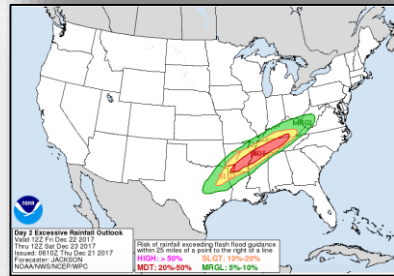 MRGL
Day 2 Excessive Rainfall Outlook
Valid 12Z Fri Dec 22 2017
Thru 12Z Sat Dec 23 2017
Issued: 0810Z Thu Dec 21 2017
Forecaster: JACKSON
NOAA/NWS/NCEP/WPC
Risk of rainfall exceeding flash flood guidance
within 25 miles of a point to the right of a line
HIGH: > 50% SLGT: 10%-20%
MDT: 20%-50% MRGL: 5%-10%